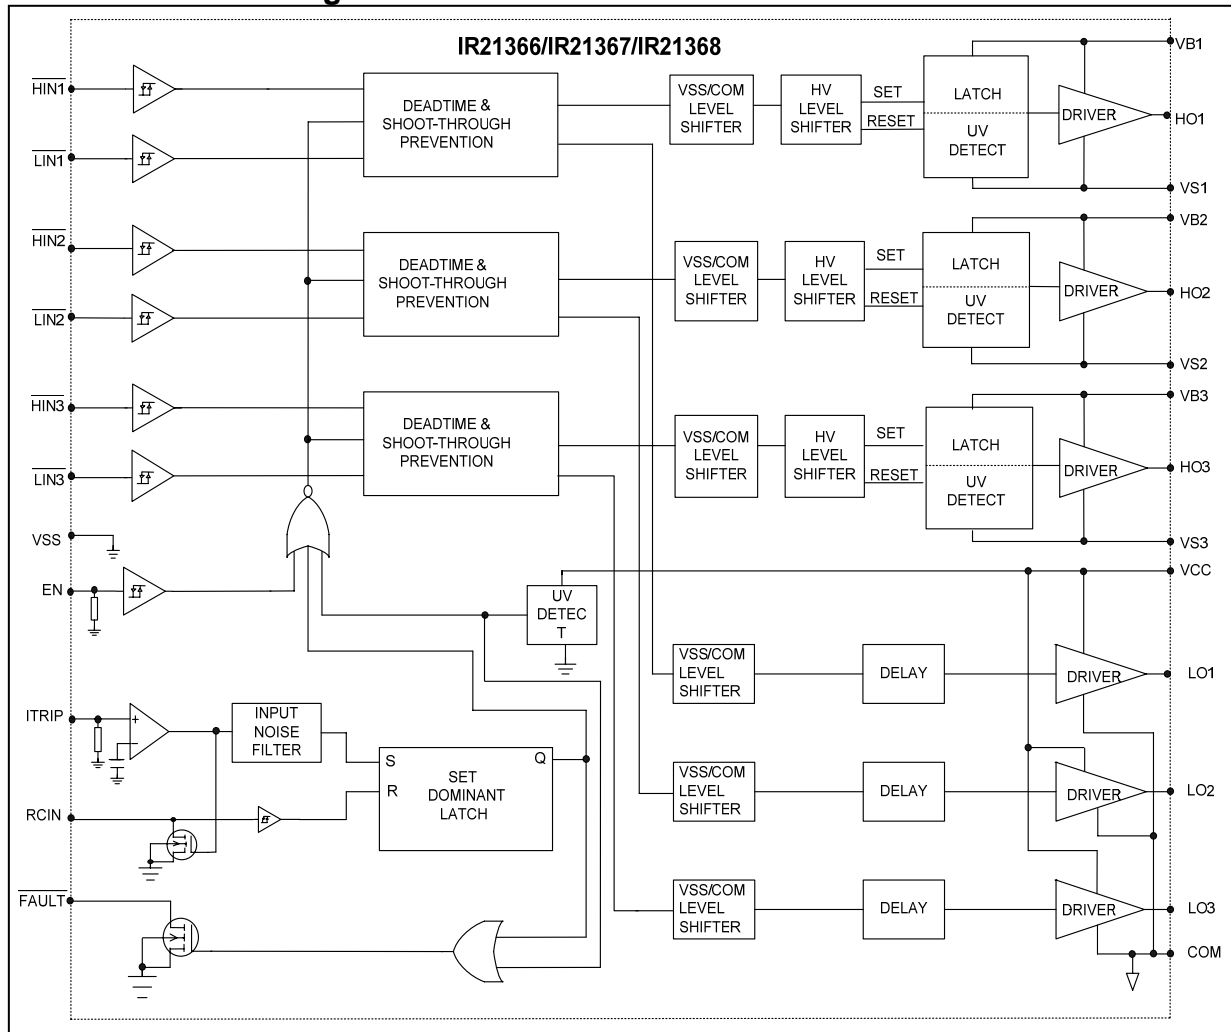 g
IR21366/IR21367/IR21368
HIN1
LIN1
DEADTIME &
SHOOT-THROUGH
PREVENTION
VSS/COM
LEVEL
SHIFTER
HV
LEVEL
SHIFTER
SET
RESET
LATCH
UV
DETECT
DRIVER
VB1
HO1
VS1
HIN2
LIN2
DEADTIME &
SHOOT-THROUGH
PREVENTION
VSS/COM
LEVEL
SHIFTER
HV
LEVEL
SHIFTER
SET
RESET
LATCH
UV
DETECT
DRIVER
VB2
HO2
VS2
HIN3
LIN3
DEADTIME &
SHOOT-THROUGH
PREVENTION
VSS/COM
LEVEL
SHIFTER
HV
LEVEL
SHIFTER
SET
RESET
LATCH
UV
DETECT
DRIVER
VB3
HO3
VS3
VSS
EN
UV
DETEC
T
VCC
VSS/COM
LEVEL
SHIFTER
DELAY
DRIVER
LO1
ITRIP
+
−
INPUT
NOISE
FILTER
S
R
Q
SET
DOMINANT
LATCH
VSS/COM
LEVEL
SHIFTER
DELAY
DRIVER
LO2
RCIN
FAULT
VSS/COM
LEVEL
SHIFTER
DELAY
DRIVER
LO3
COM